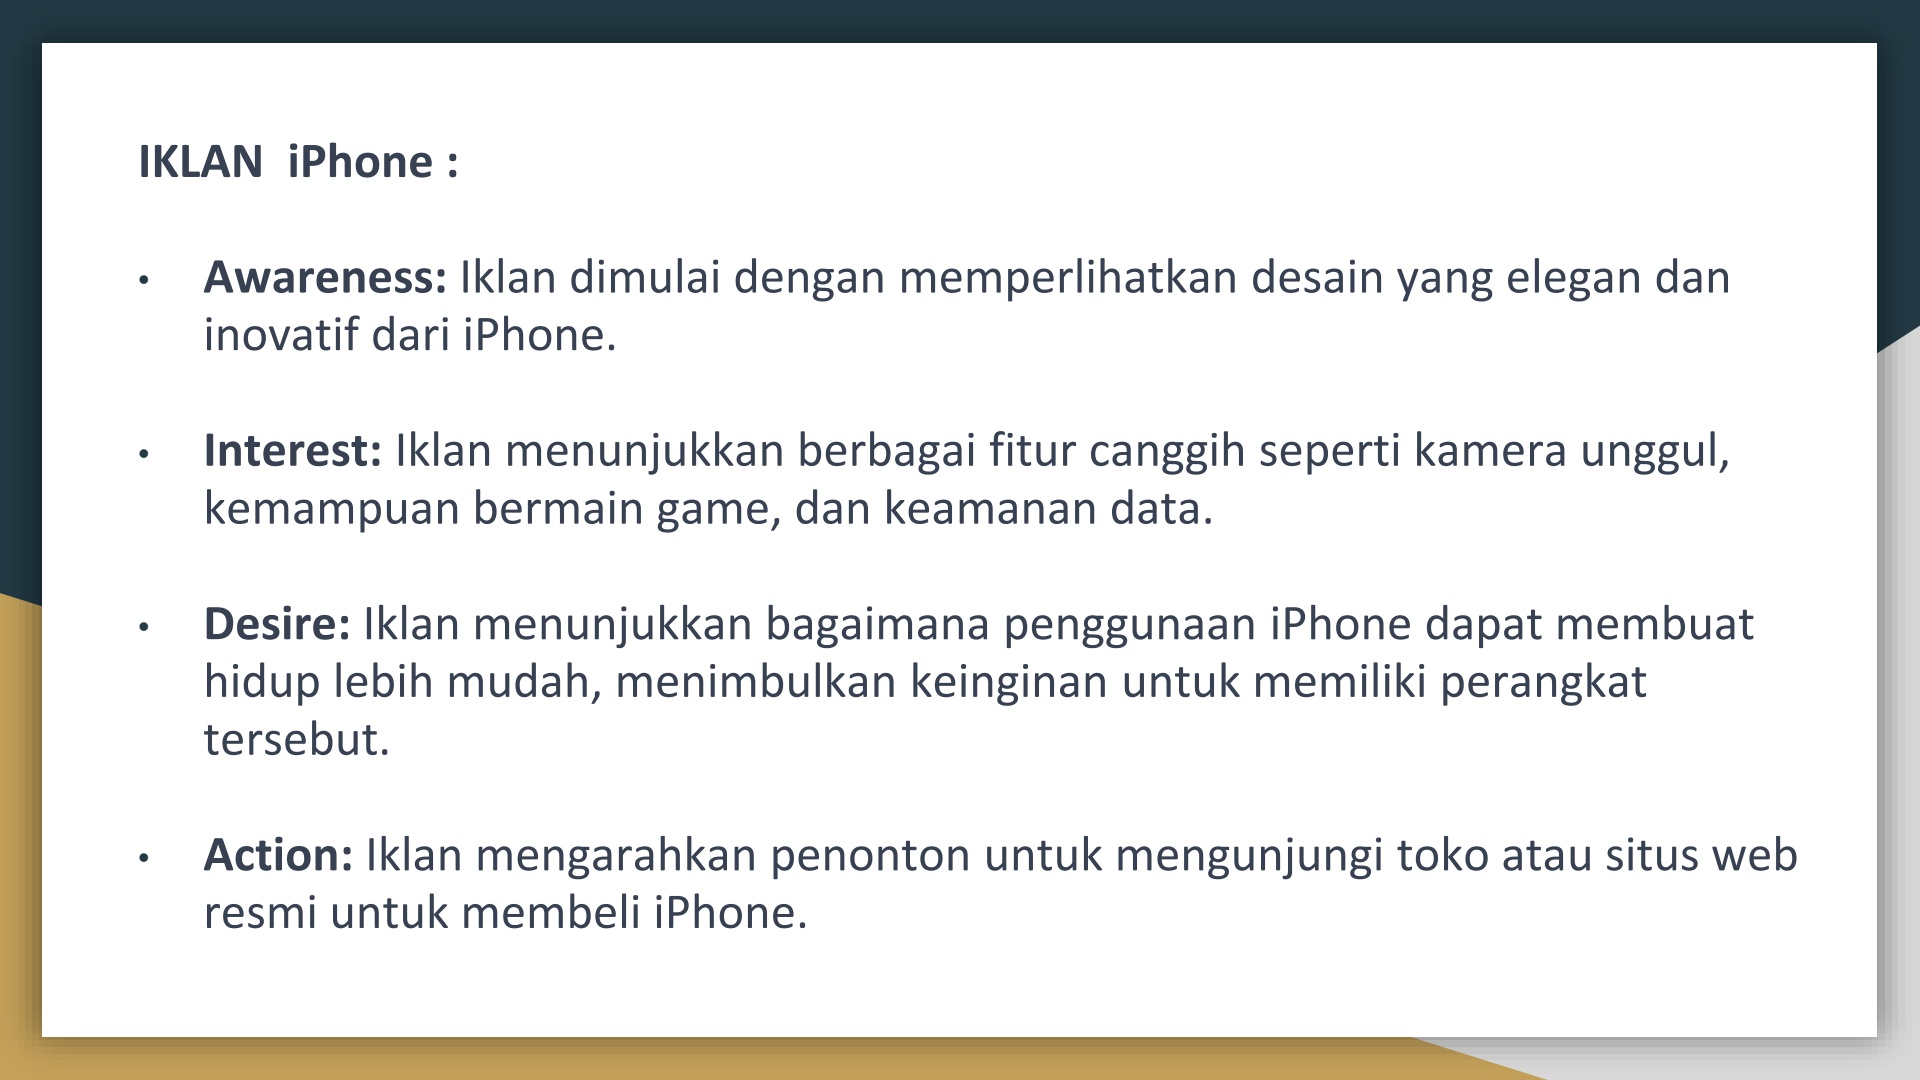 IKLAN  iPhone :
• Awareness: Iklan dimulai dengan memperlihatkan desain yang elegan dan
inovatif dari iPhone.
• Interest: Iklan menunjukkan berbagai fitur canggih seperti kamera unggul,
kemampuan bermain game, dan keamanan data.
• Desire: Iklan menunjukkan bagaimana penggunaan iPhone dapat membuat
hidup lebih mudah, menimbulkan keinginan untuk memiliki perangkat
tersebut.
• Action: Iklan mengarahkan penonton untuk mengunjungi toko atau situs web
resmi untuk membeli iPhone.